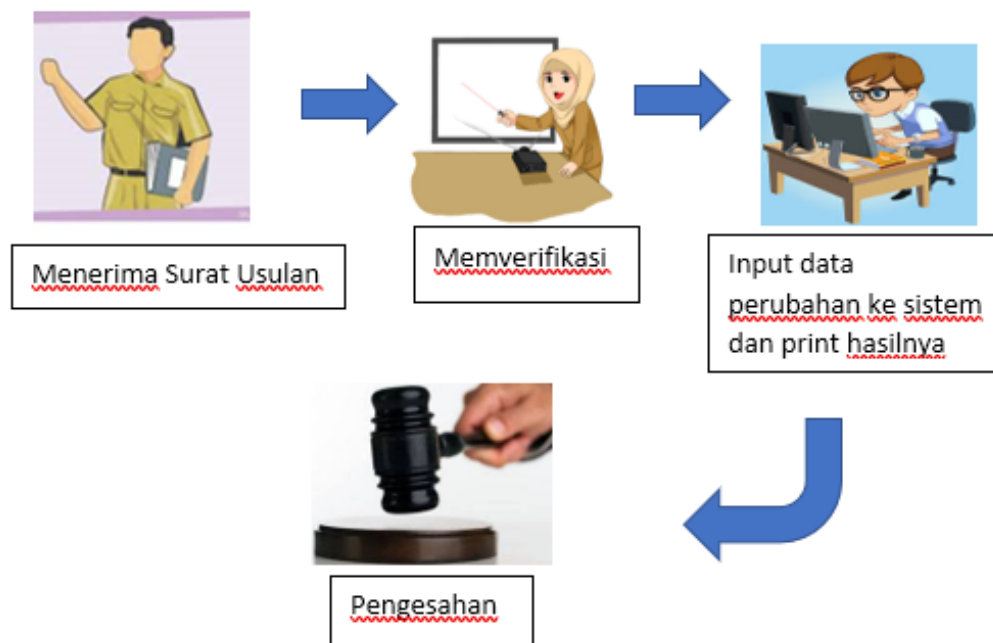 Menerima Surat Usulan
Memverifikasi
Input data
perubahan ke sistem
dan print hasilnya
Pengesahan